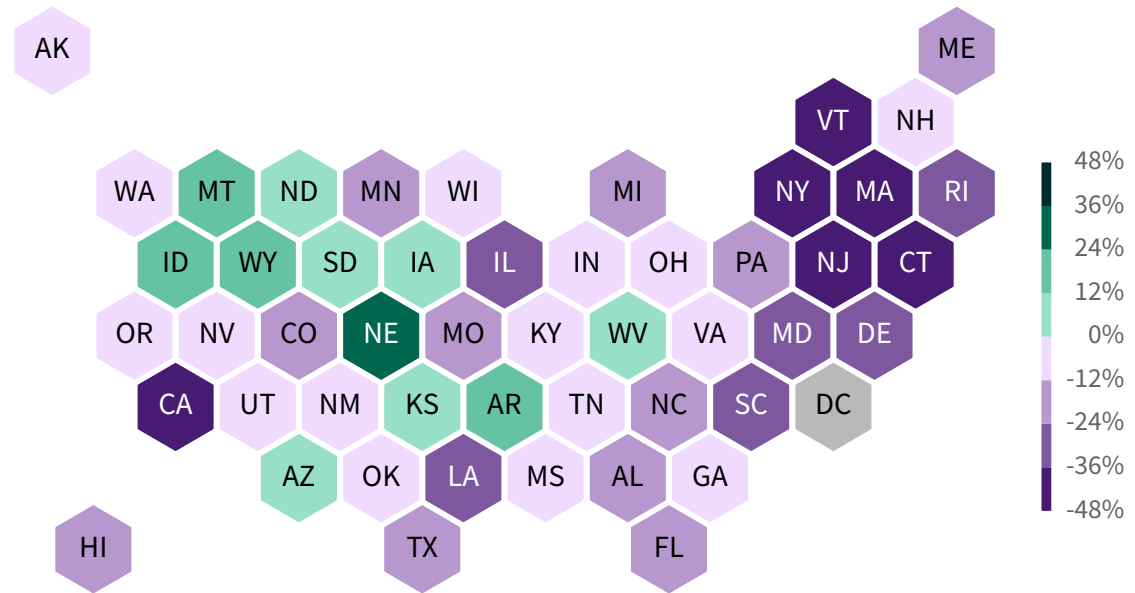 AK
ME
VT
NH
WA
MT
ND
MN
WI
MI
NY
MA
RI
ID
WY
SD
IA
IL
IN
OH
PA
NJ
CT
OR
NV
CO
NE
MO
KY
WV
VA
MD
DE
CA
UT
NM
KS
AR
TN
NC
SC
DC
AZ
OK
LA
MS
AL
GA
HI
TX
FL
48%
36%
24%
12%
0%
-12%
-24%
-36%
-48%